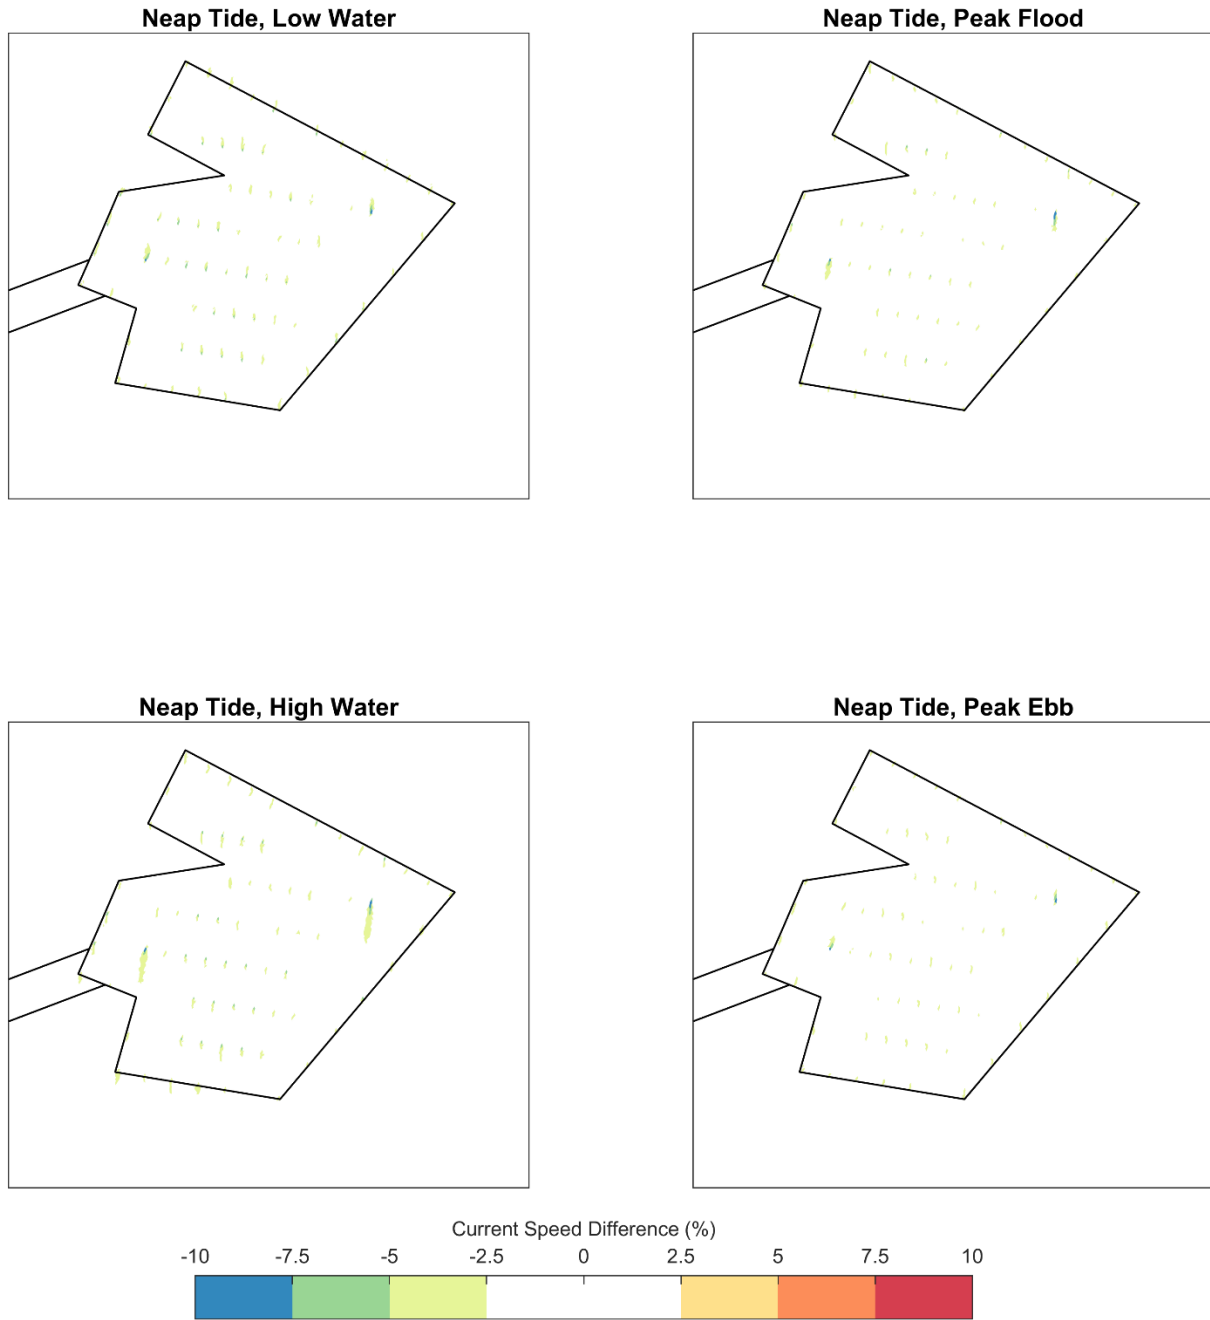 Neap Tide, Low Water
Neap Tide, Peak Flood
Neap Tide, High Water
Neap Tide, Peak Ebb
Current Speed Difference (%)
-10 -7.5 -5 -2.5 0 2.5 5 7.5 10